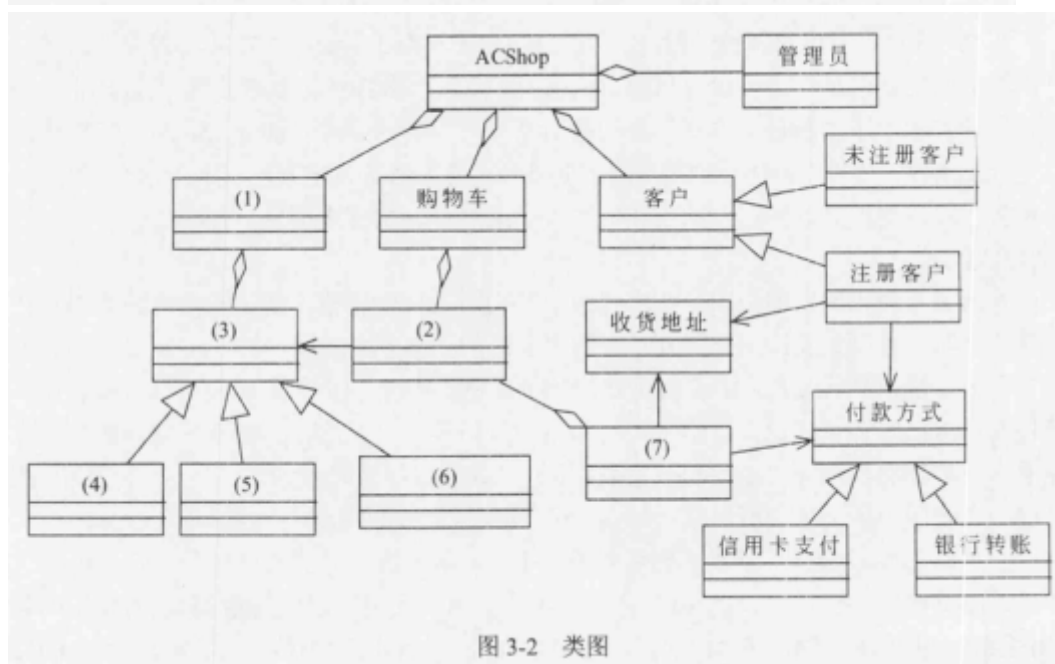 ACShop
管理员
未注册客户
(1)
购物车
客户
注册客户
(3)
(2)
收货地址
付款方式
(4)
(5)
(6)
(7)
信用卡支付
银行转账
图 3-2 类图